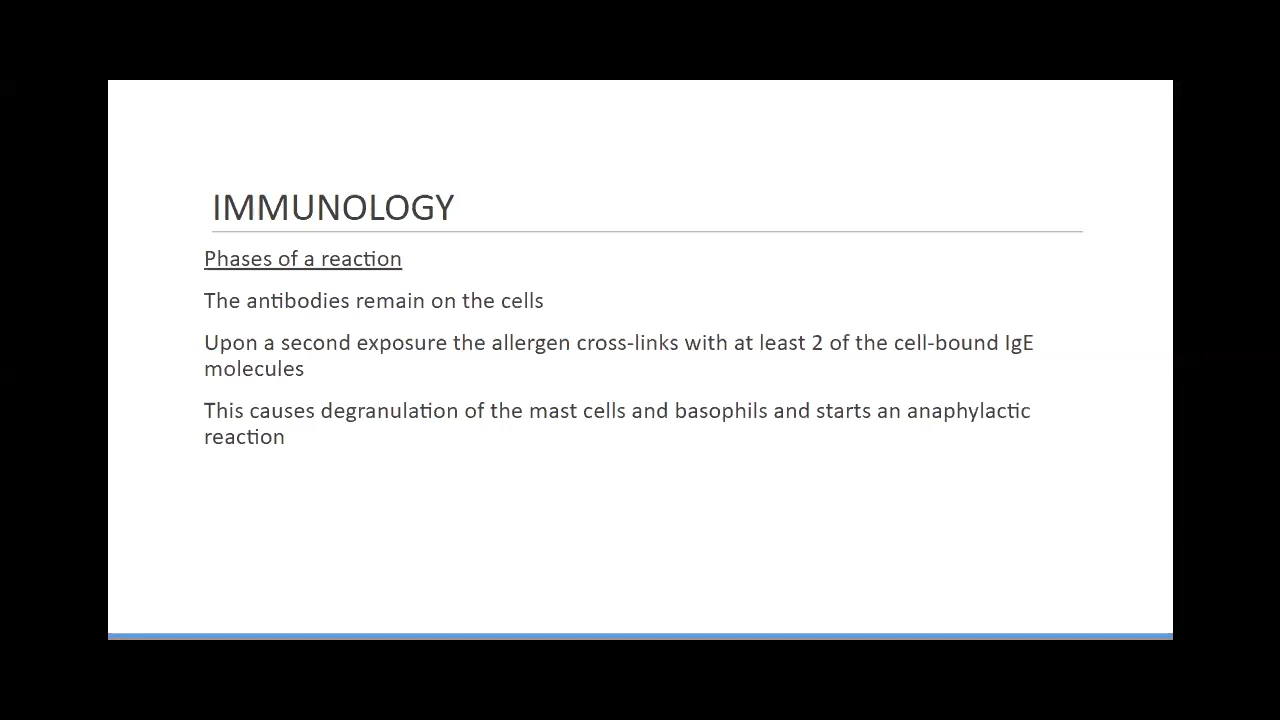 IMMUNOLOGY
Phases of a reaction
The antibodies remain on the cells
Upon a second exposure the allergen cross-links with at least 2 of the cell-bound IgE
molecules
This causes degranulation of the mast cells and basophils and starts an anaphylactic
reaction